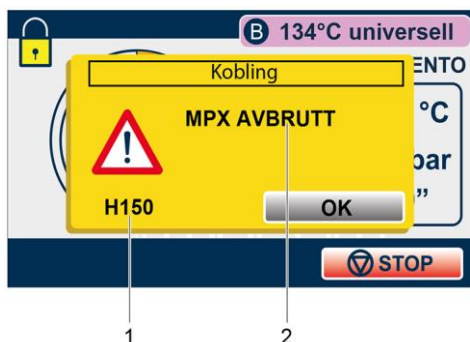 B 134°C universell
Kobling
ENTO
MPX AVBRUTT
°C
bar
H150
OK
”
STOP
1
2